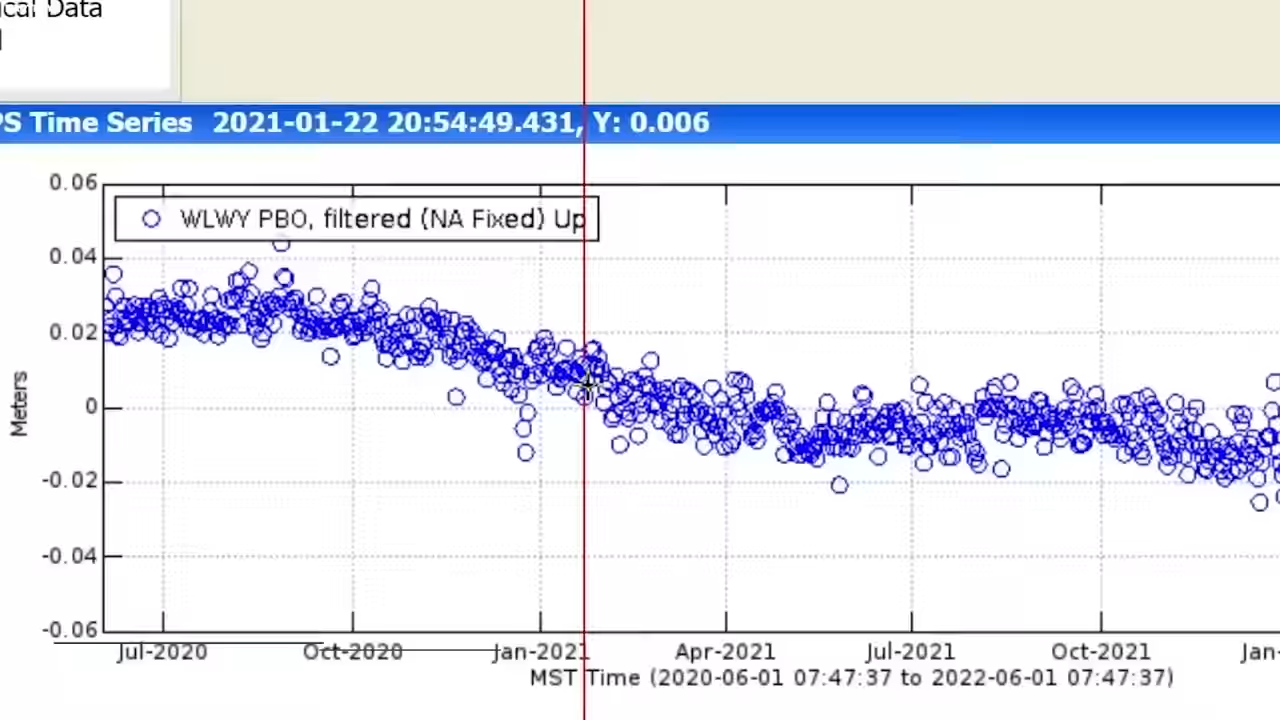 ical Data
PS Time Series 2021-01-22 20:54:49.431, Y: 0.006
0.06
WLWY PBO, filtered (NA Fixed) Up
0.04
0.02
0
-0.02
-0.04
-0.06
Meters
Jul-2020 Oct-2020 Jan-2021 Apr-2021 Jul-2021 Oct-2021 Jan-
MST Time (2020-06-01 07:47:37 to 2022-06-01 07:47:37)